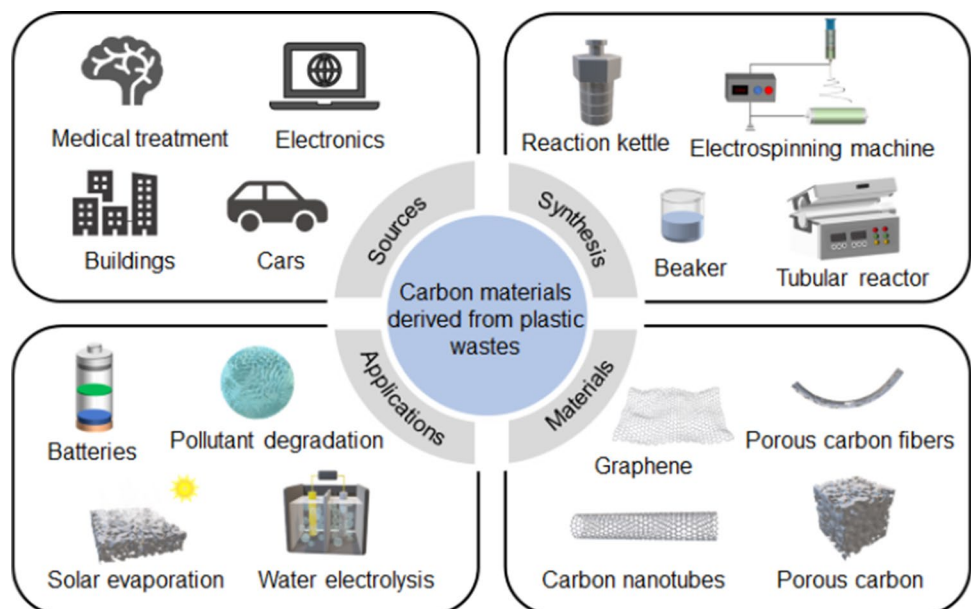 Medical treatment
Electronics
Buildings
Cars
Sources
Reaction kettle
Electrospinning machine
Beaker
Tubular reactor
Synthesis
Carbon materials
derived from plastic
wastes
Applications
Batteries
Pollutant degradation
Solar evaporation
Water electrolysis
Materials
Graphene
Porous carbon fibers
Carbon nanotubes
Porous carbon